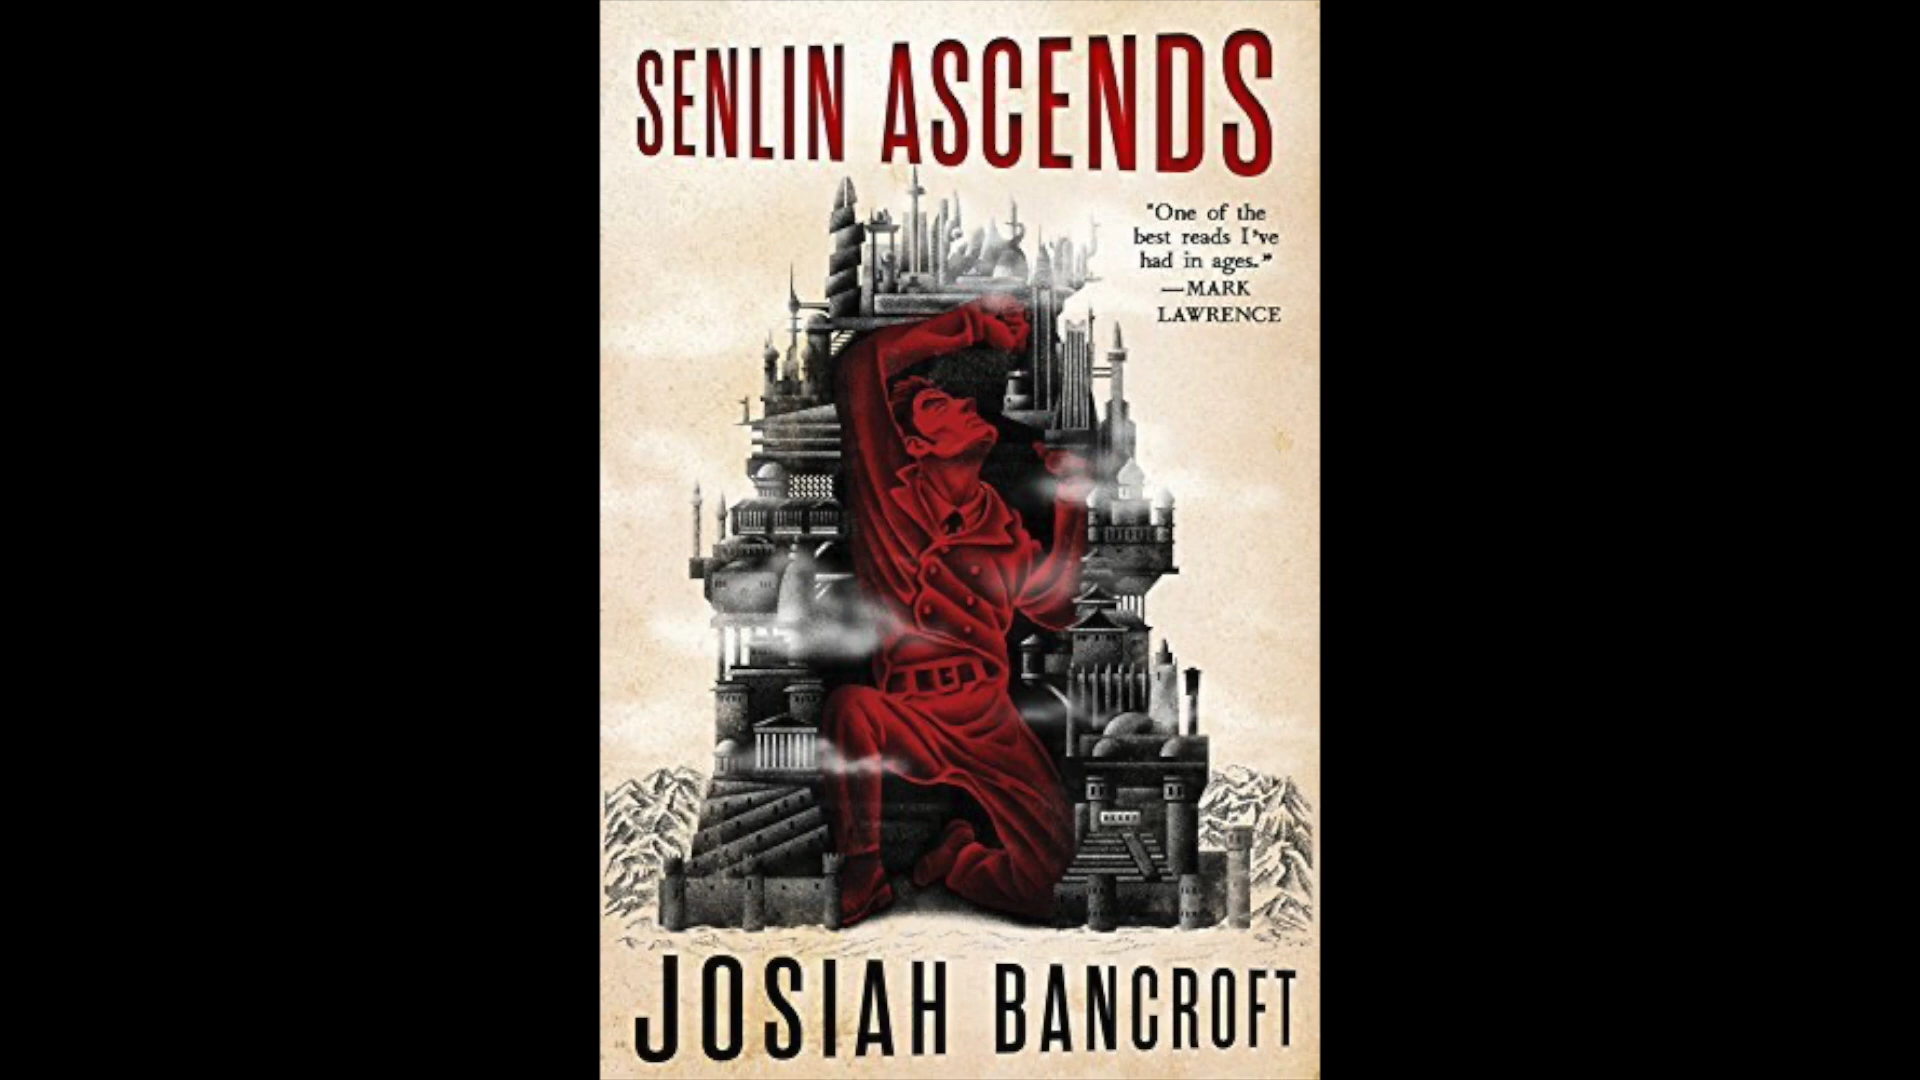 SENLIN ASCENDS
"One of the
best reads I've
had in ages."
—MARK
LAWRENCE
JOSIAH BANCROFT